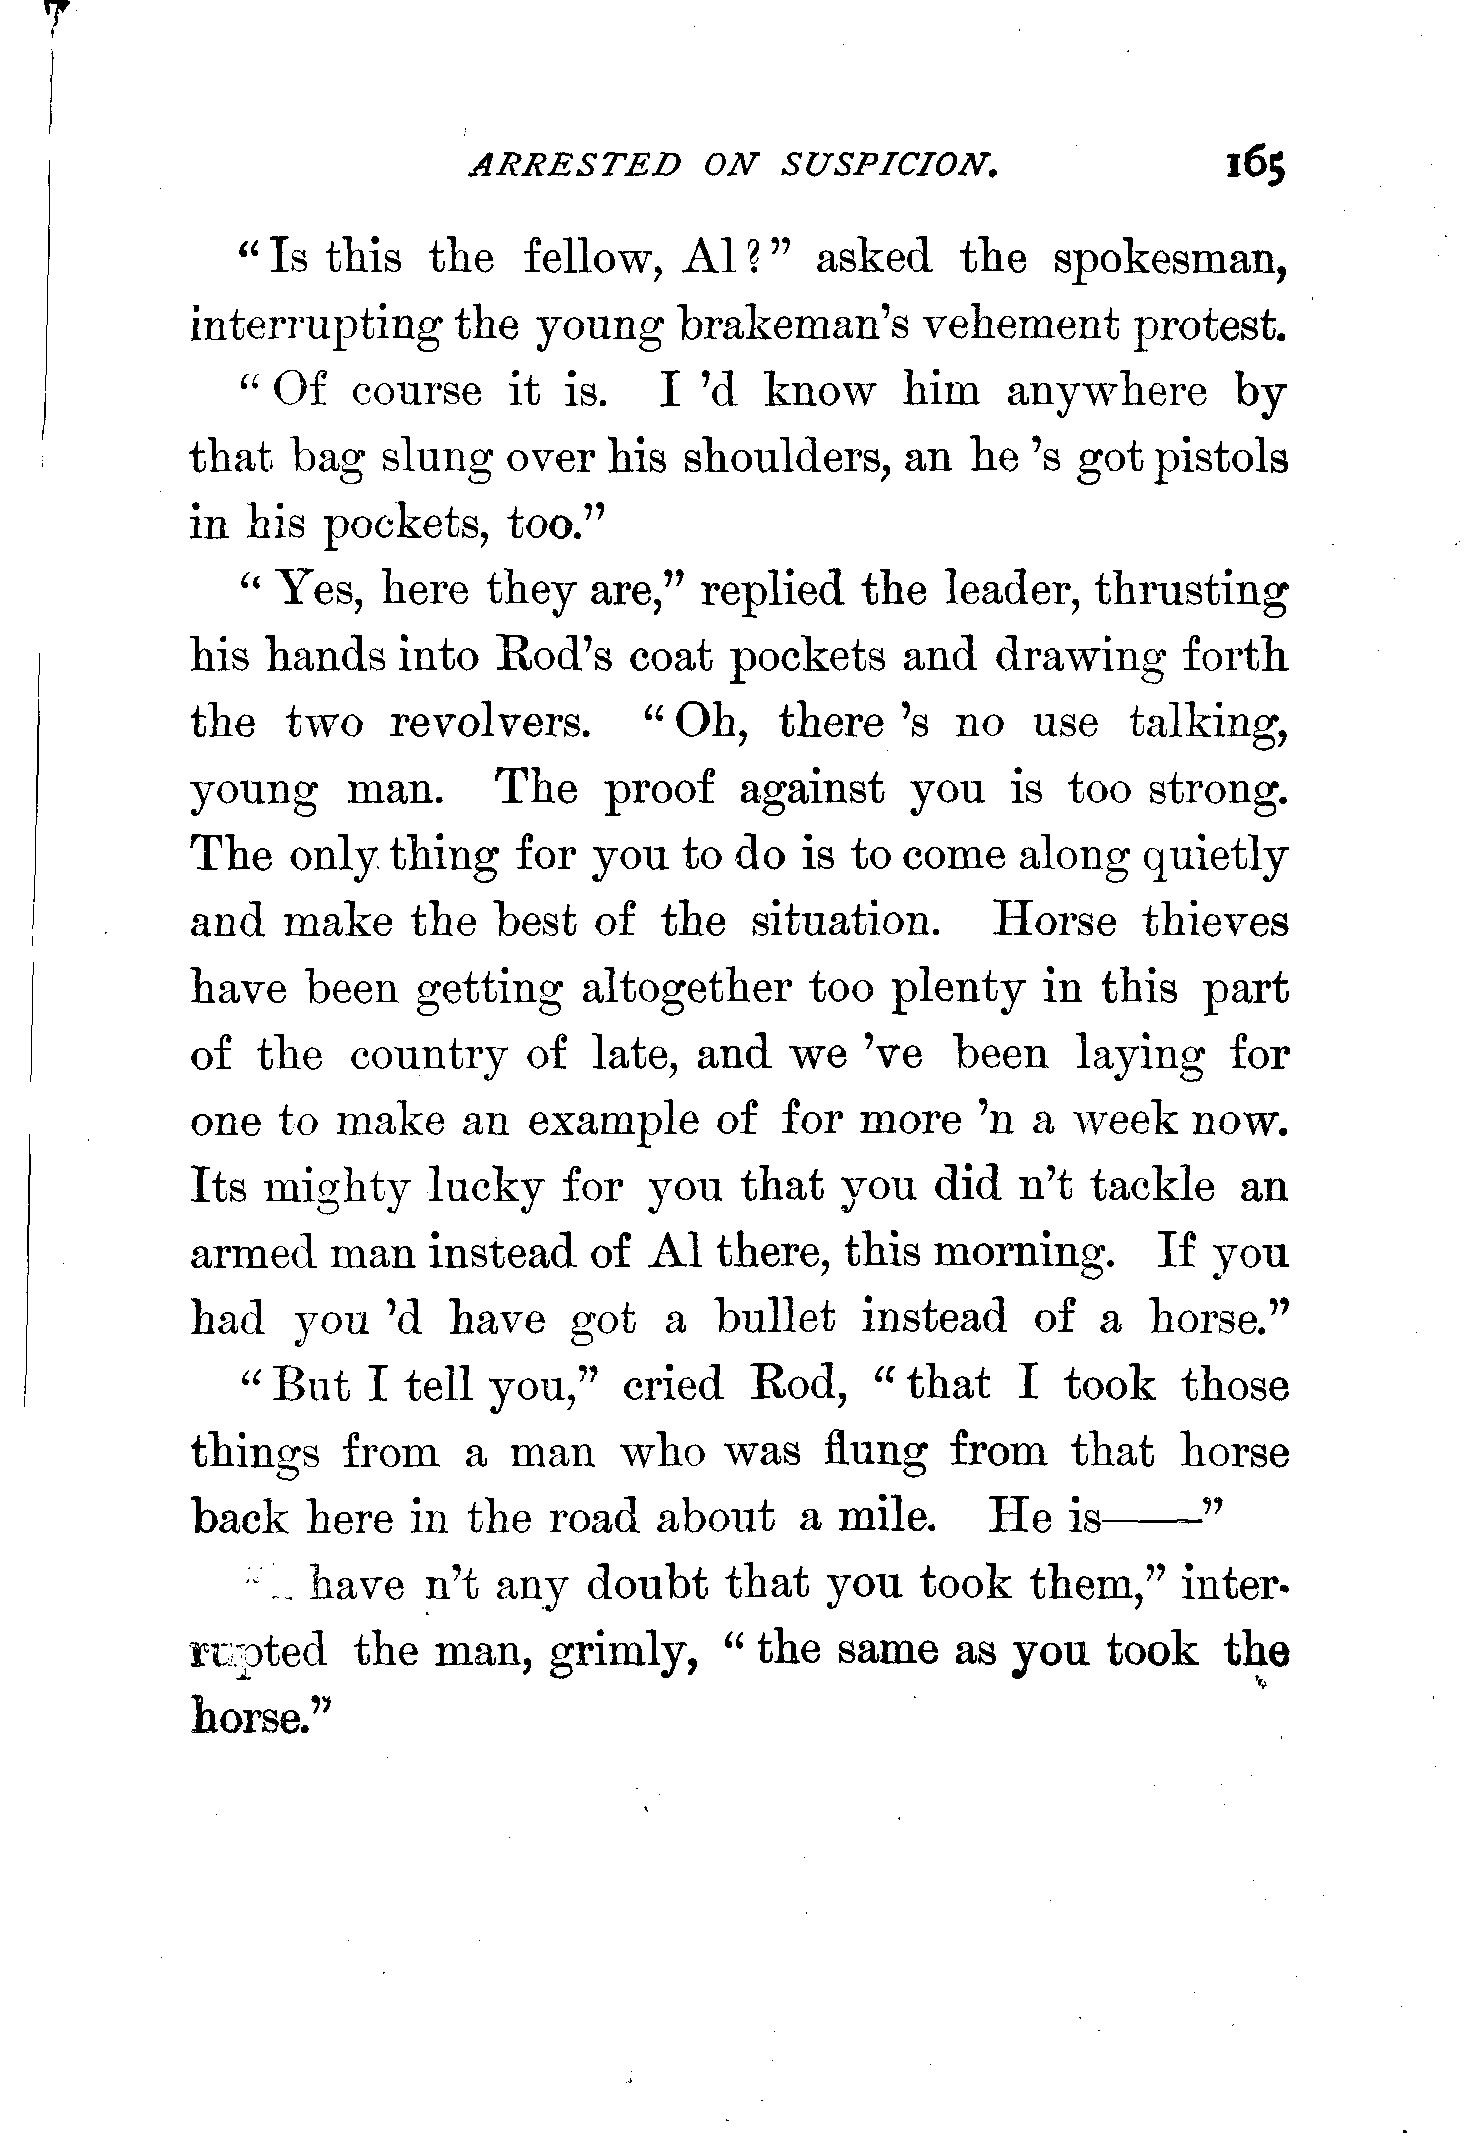 ARRESTED ON SUSPICION. 165
“Is this the fellow, Al?” asked the spokesman,
interrupting the young brakeman’s vehement protest.
“Of course it is. I ’d know him anywhere by
that bag slung over his shoulders, an he ’s got pistols
in his pockets, too.”
“Yes, here they are,” replied the leader, thrusting
his hands into Rod’s coat pockets and drawing forth
the two revolvers. “Oh, there ’s no use talking,
young man. The proof against you is too strong.
The only thing for you to do is to come along quietly
and make the best of the situation. Horse thieves
have been getting altogether too plenty in this part
of the country of late, and we ’ve been laying for
one to make an example of for more ’n a week now.
Its mighty lucky for you that you did n’t tackle an
armed man instead of Al there, this morning. If you
had you ’d have got a bullet instead of a horse.”
“But I tell you,” cried Rod, “that I took those
things from a man who was flung from that horse
back here in the road about a mile. He is——”
have n’t any doubt that you took them,” inter-
rupted the man, grimly, “the same as you took the
horse.”